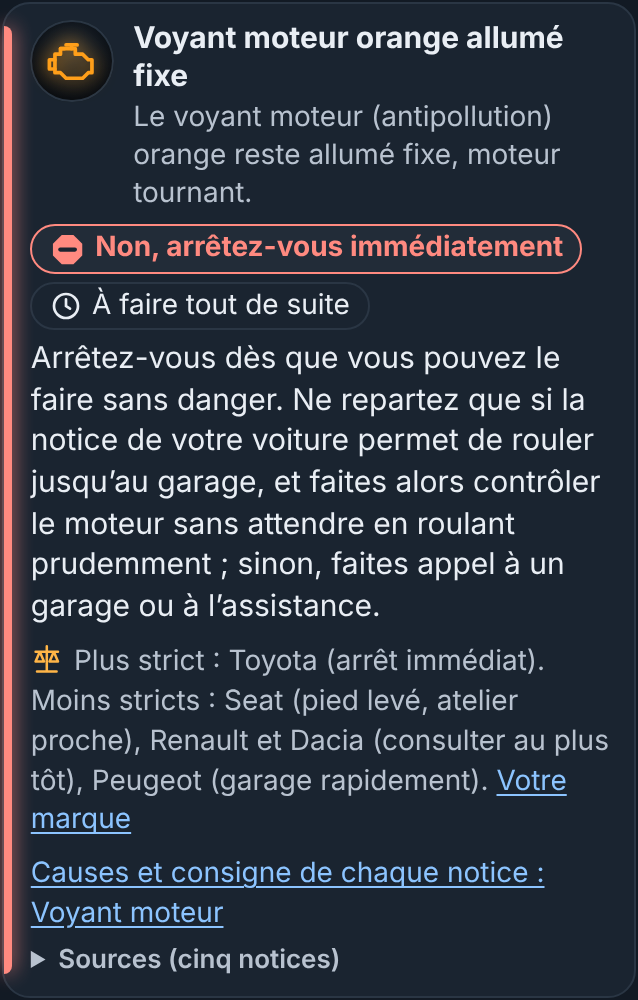 Voyant moteur orange allumé
fixe
Le voyant moteur (antipollution)
orange reste allumé fixe, moteur
tournant.
Non, arrêtez-vous immédiatement
À faire tout de suite
Arrêtez-vous dès que vous pouvez le
faire sans danger. Ne repartez que si la
notice de votre voiture permet de rouler
jusqu’au garage, et faites alors contrôler
le moteur sans attendre en roulant
prudemment ; sinon, faites appel à un
garage ou à l’assistance.
Plus strict : Toyota (arrêt immédiat).
Moins stricts : Seat (pied levé, atelier
proche), Renault et Dacia (consulter au plus
tôt), Peugeot (garage rapidement). Votre
marque
Causes et consigne de chaque notice :
Voyant moteur
Sources (cinq notices)